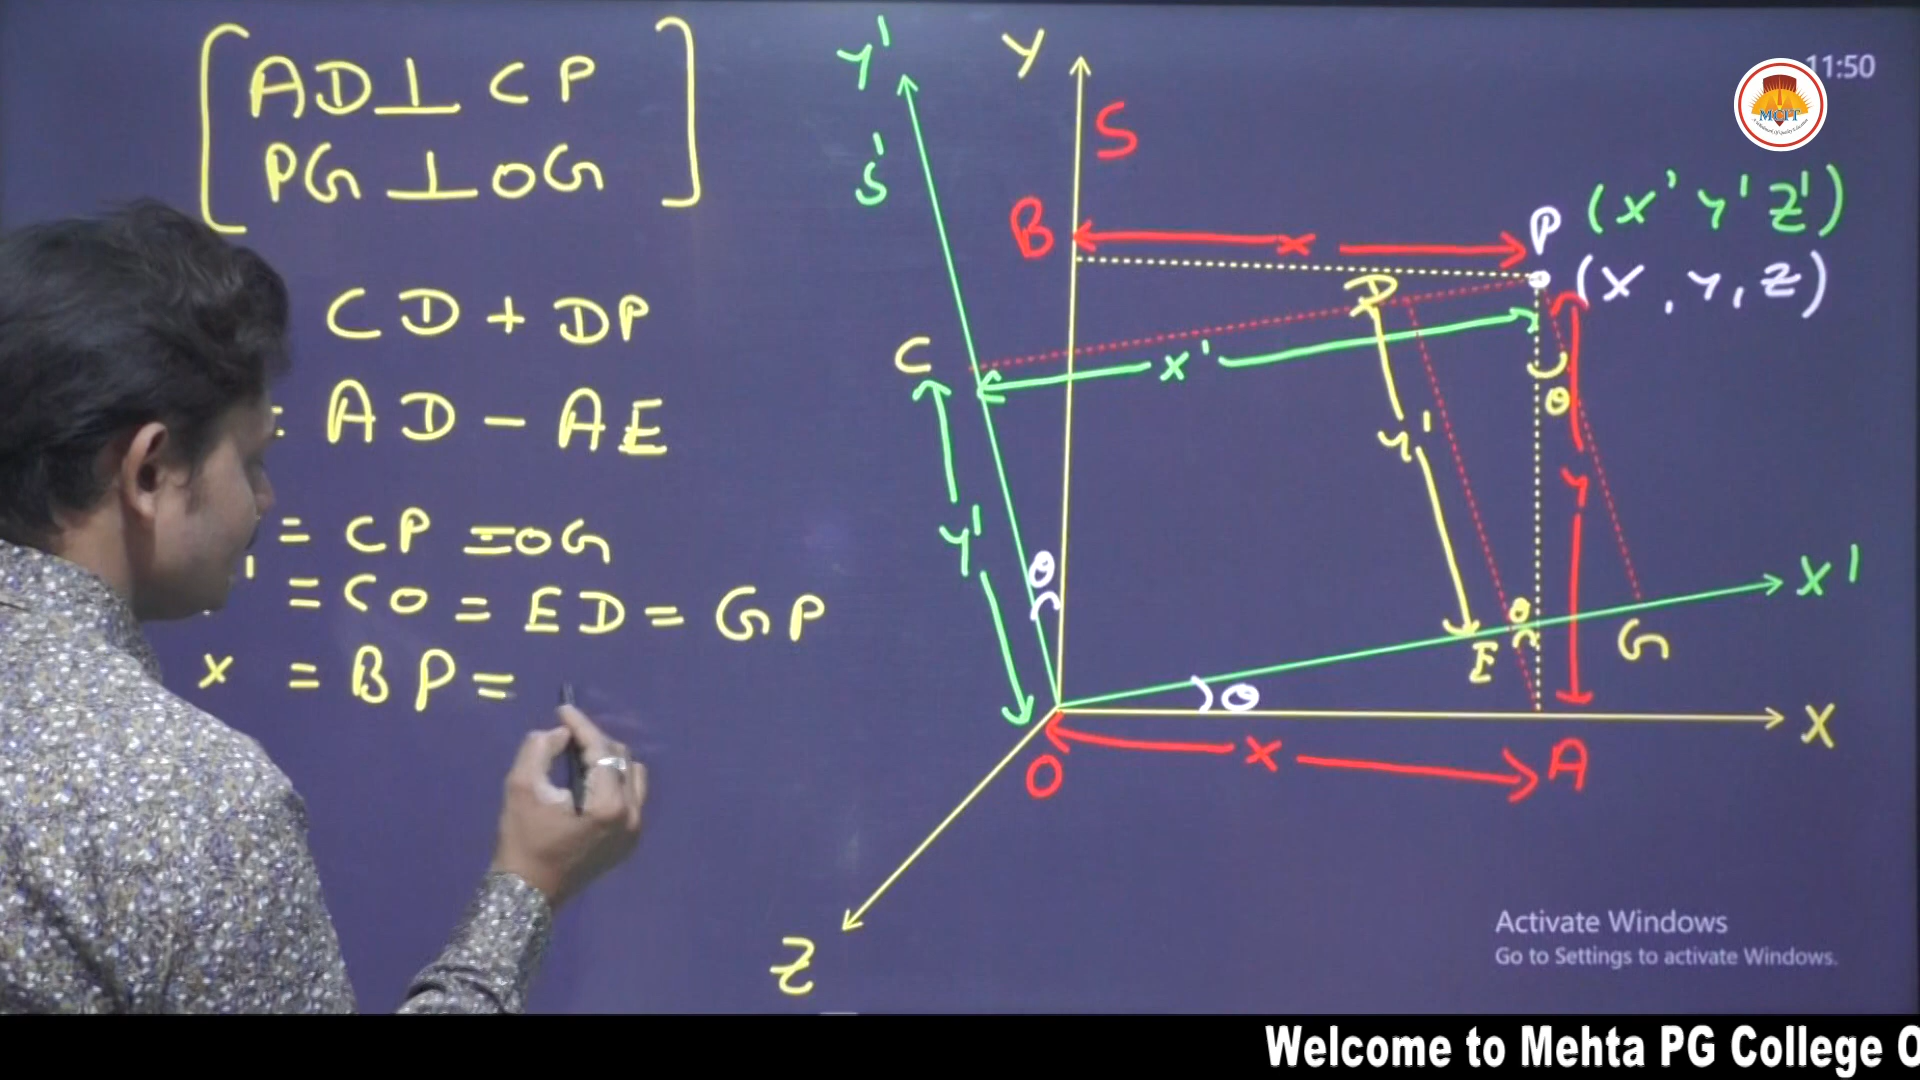 AD ⊥ CP
PG ⊥ OG
CD + DP
= AD - AE
= CP = OG
' = CO = ED = GP
x = BP =
Y'
Y
11:50
S
S'
MCPT
B
x
P
(x' y' z')
(x, y, z)
D
C
x'
θ
y'
y
y'
θ
θ
X'
E
G
θ
X
O
x
A
Z
Activate Windows
Go to Settings to activate Windows.
Welcome to Mehta PG College O